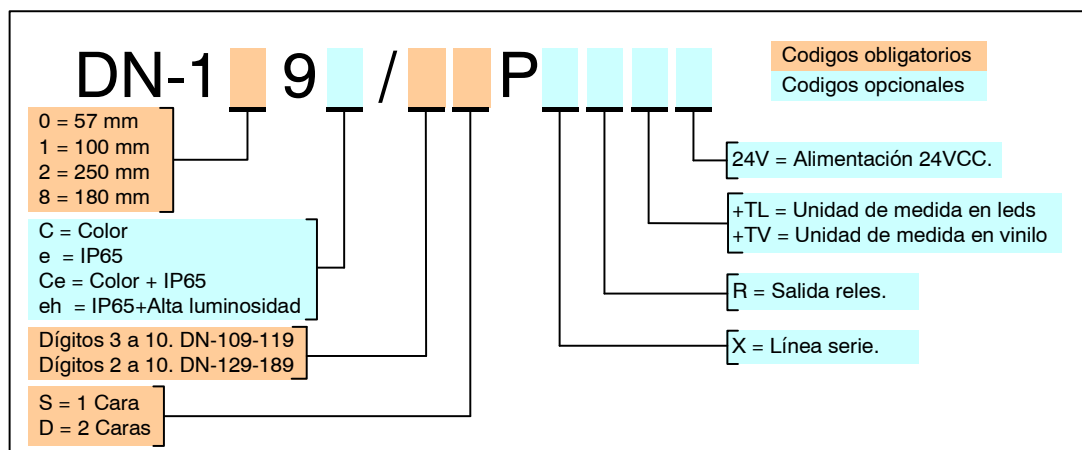 DN-1 9 / P
Codigos obligatorios
Codigos opcionales
0 = 57 mm
1 = 100 mm
2 = 250 mm
8 = 180 mm
24V = Alimentación 24VCC.
C = Color
e = IP65
Ce = Color + IP65
eh = IP65+Alta luminosidad
+TL = Unidad de medida en leds
+TV = Unidad de medida en vinilo
R = Salida reles.
Dígitos 3 a 10. DN-109-119
Dígitos 2 a 10. DN-129-189
X = Línea serie.
S = 1 Cara
D = 2 Caras